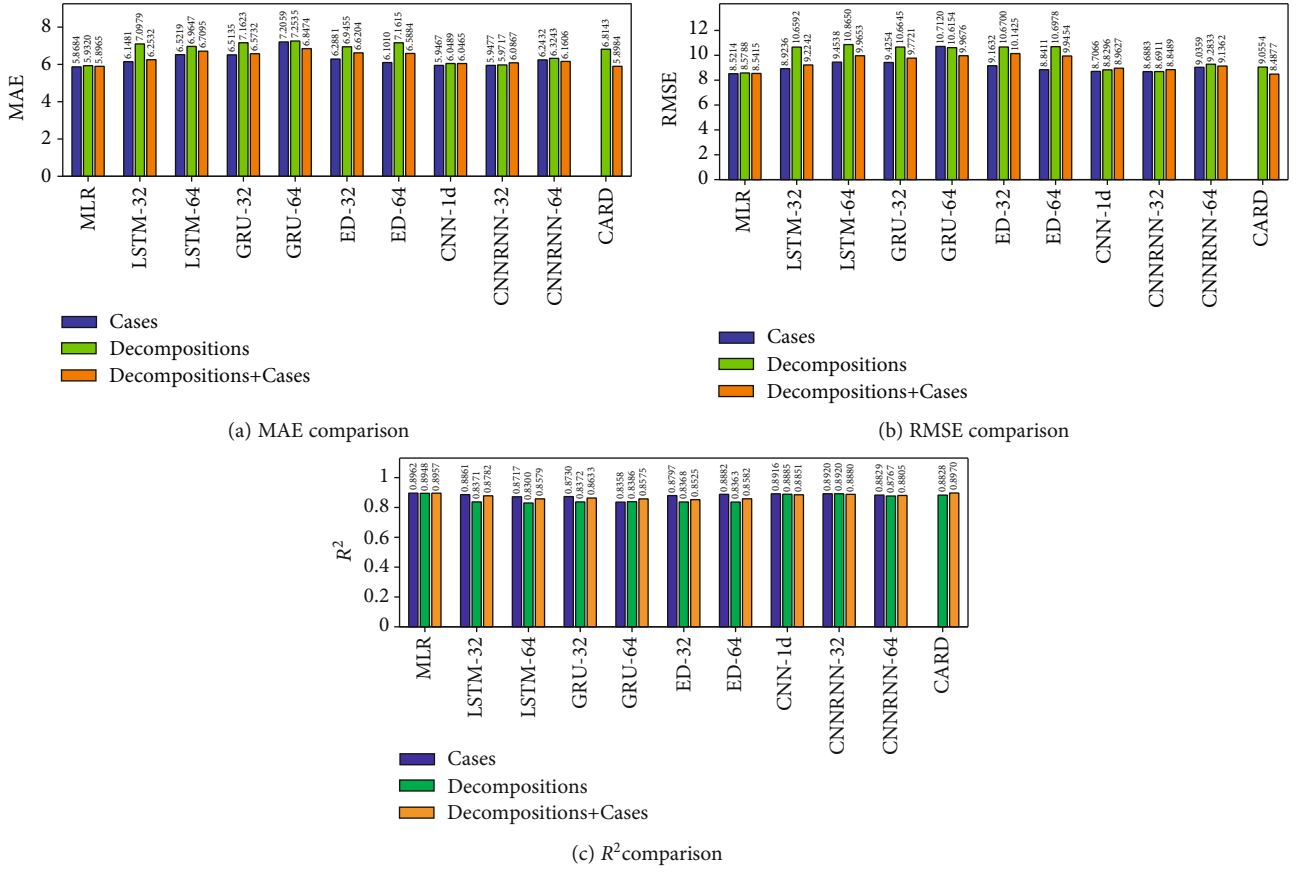 MAE
8
6
4
2
0
5.8684
5.9320
5.8965
6.1481
7.0979
6.2532
6.5219
6.9647
6.7095
6.5135
7.1623
6.5732
7.2059
7.2535
6.8474
6.2881
6.9455
6.6204
6.1010
7.1615
6.5884
5.9467
6.0489
6.0465
5.9477
5.9717
6.0867
6.2432
6.3243
6.1606
6.8143
5.8984
MLR
LSTM-32
LSTM-64
GRU-32
GRU-64
ED-32
ED-64
CNN-1d
CNNRNN-32
CNNRNN-64
CARD
Cases
Decompositions
Decompositions+Cases
(a) MAE comparison
RMSE
12
10
8
6
4
2
0
8.5214
8.5788
8.5415
8.9236
10.6592
9.2242
9.4538
10.8650
9.9653
9.4254
10.6645
9.7721
10.7120
10.6154
9.9676
9.1632
10.6700
10.1425
8.8411
10.6978
9.9454
8.7066
8.8296
8.9627
8.6883
8.6911
8.8489
9.0359
9.2833
9.1362
9.0554
8.4877
MLR
LSTM-32
LSTM-64
GRU-32
GRU-64
ED-32
ED-64
CNN-1d
CNNRNN-32
CNNRNN-64
CARD
Cases
Decompositions
Decompositions+Cases
(b) RMSE comparison
R²
1
0.8
0.6
0.4
0.2
0
0.8962
0.8948
0.8957
0.8861
0.8371
0.8782
0.8717
0.8300
0.8579
0.8730
0.8372
0.8633
0.8358
0.8386
0.8575
0.8797
0.8368
0.8525
0.8882
0.8363
0.8582
0.8916
0.8885
0.8851
0.8920
0.8920
0.8880
0.8829
0.8767
0.8805
0.8828
0.8970
MLR
LSTM-32
LSTM-64
GRU-32
GRU-64
ED-32
ED-64
CNN-1d
CNNRNN-32
CNNRNN-64
CARD
Cases
Decompositions
Decompositions+Cases
(c) R²comparison